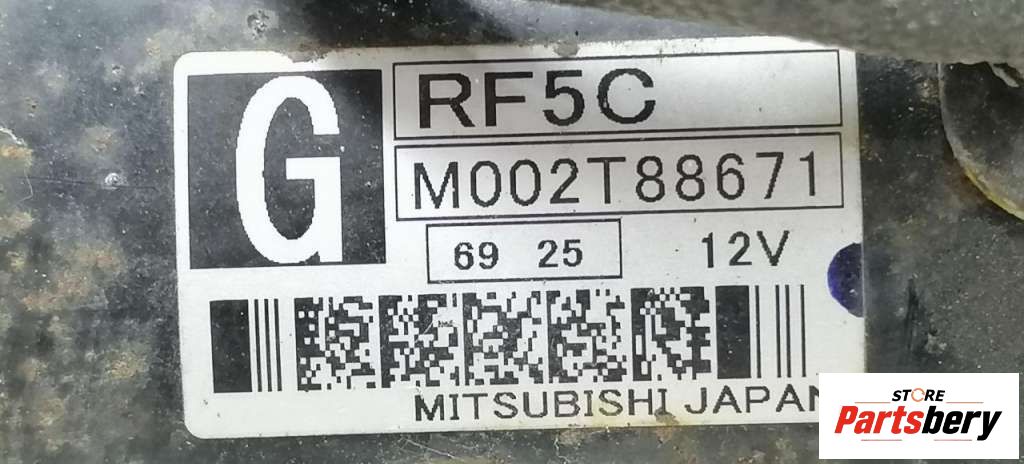 G
RF5C
M002T88671
69 25
12V
MITSUBISHI JAPAN
STORE
Partsbery